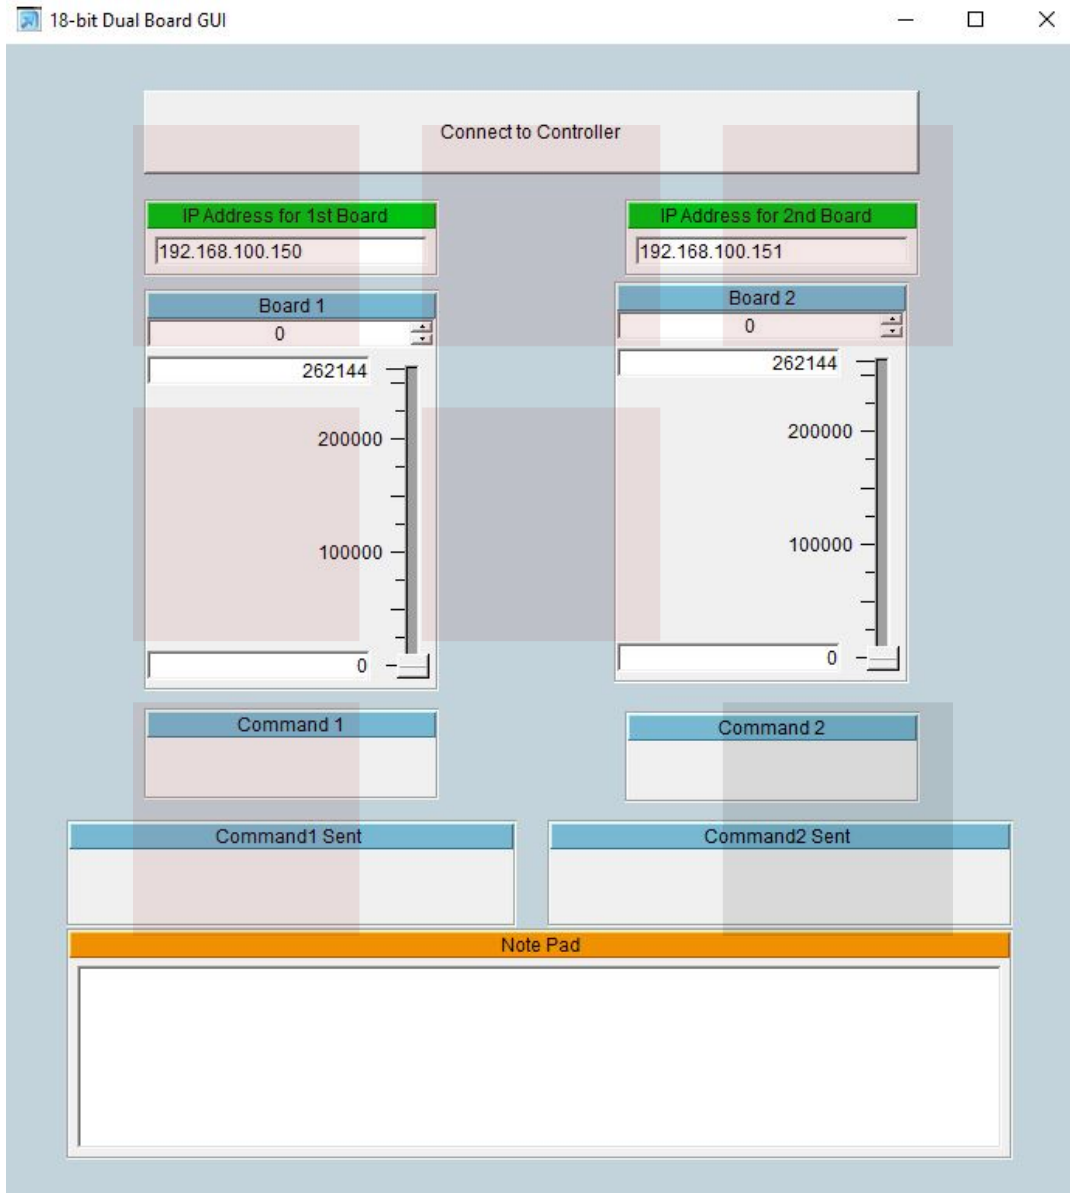 18-bit Dual Board GUI
Connect to Controller
IP Address for 1st Board
192.168.100.150
IP Address for 2nd Board
192.168.100.151
Board 1
0
262144
200000
100000
0
Board 2
0
262144
200000
100000
0
Command 1
Command 2
Command1 Sent
Command2 Sent
Note Pad